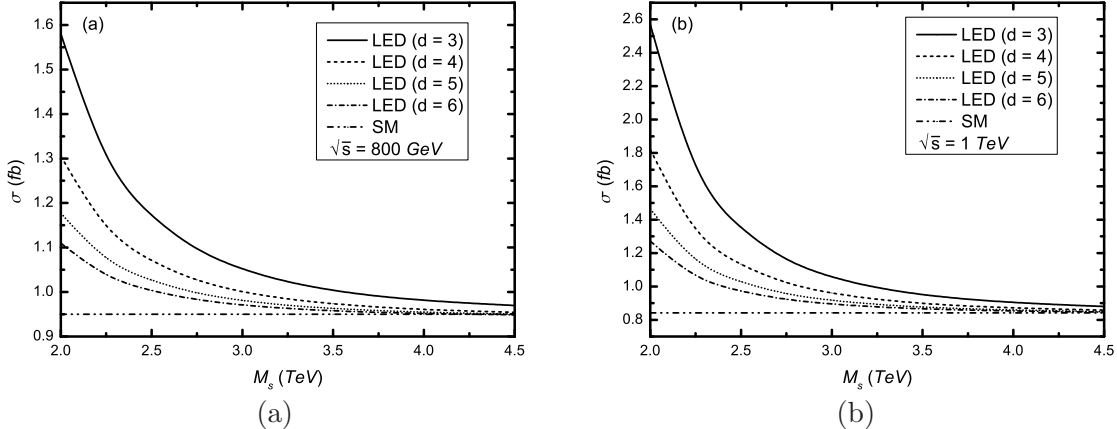 (a)
LED (d = 3)
LED (d = 4)
LED (d = 5)
LED (d = 6)
SM
√s̅ = 800 GeV
1.6
1.5
1.4
1.3
1.2
1.1
1.0
0.9
σ (fb)
2.0 2.5 3.0 3.5 4.0 4.5
M_s (TeV)
(a)
(b)
LED (d = 3)
LED (d = 4)
LED (d = 5)
LED (d = 6)
SM
√s̅ = 1 TeV
2.6
2.4
2.2
2.0
1.8
1.6
1.4
1.2
1.0
0.8
σ (fb)
2.0 2.5 3.0 3.5 4.0 4.5
M_s (TeV)
(b)